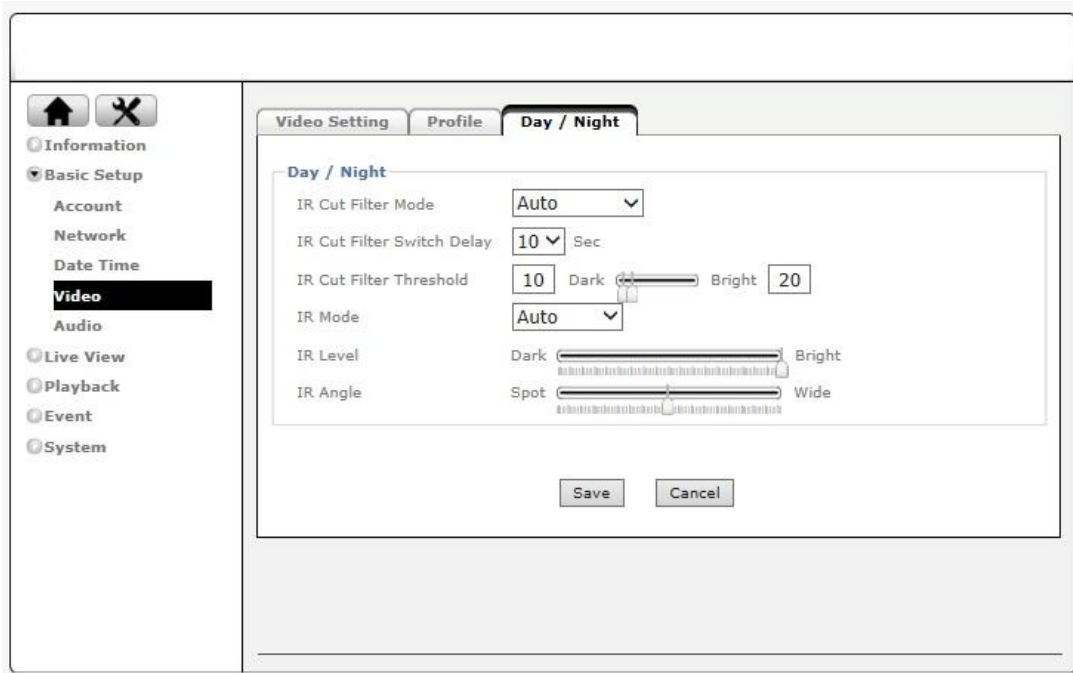 Information
Basic Setup
Account
Network
Date Time
Video
Audio
Live View
Playback
Event
System
Video Setting Profile Day / Night
Day / Night
IR Cut Filter Mode Auto
IR Cut Filter Switch Delay 10 Sec
IR Cut Filter Threshold 10 Dark Bright 20
IR Mode Auto
IR Level Dark Bright
IR Angle Spot Wide
Save Cancel